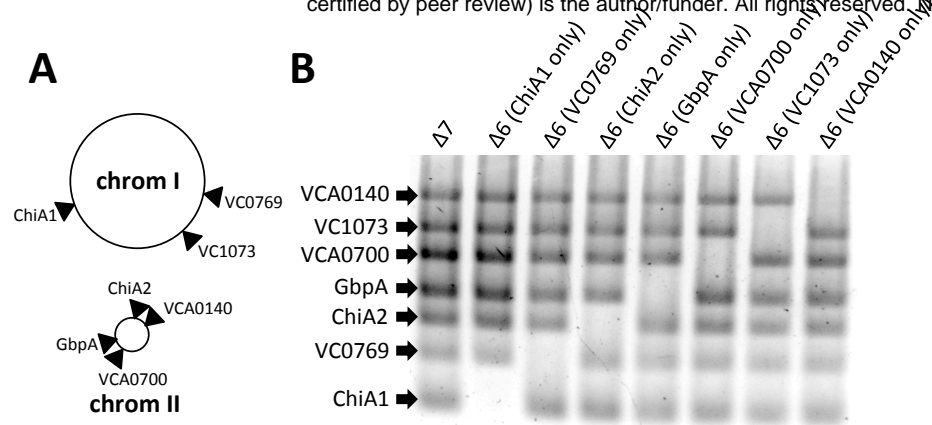 certified by peer review) is the author/funder. All rights reserved.
A
chrom I
ChiA1
VC0769
VC1073
ChiA2
VCA0140
GbpA
VCA0700
chrom II
B
Δ7
Δ6 (ChiA1 only)
Δ6 (VC0769 only)
Δ6 (ChiA2 only)
Δ6 (GbpA only)
Δ6 (VCA0700 only)
Δ6 (VC1073 only)
Δ6 (VCA0140 only)
VCA0140
VC1073
VCA0700
GbpA
ChiA2
VC0769
ChiA1